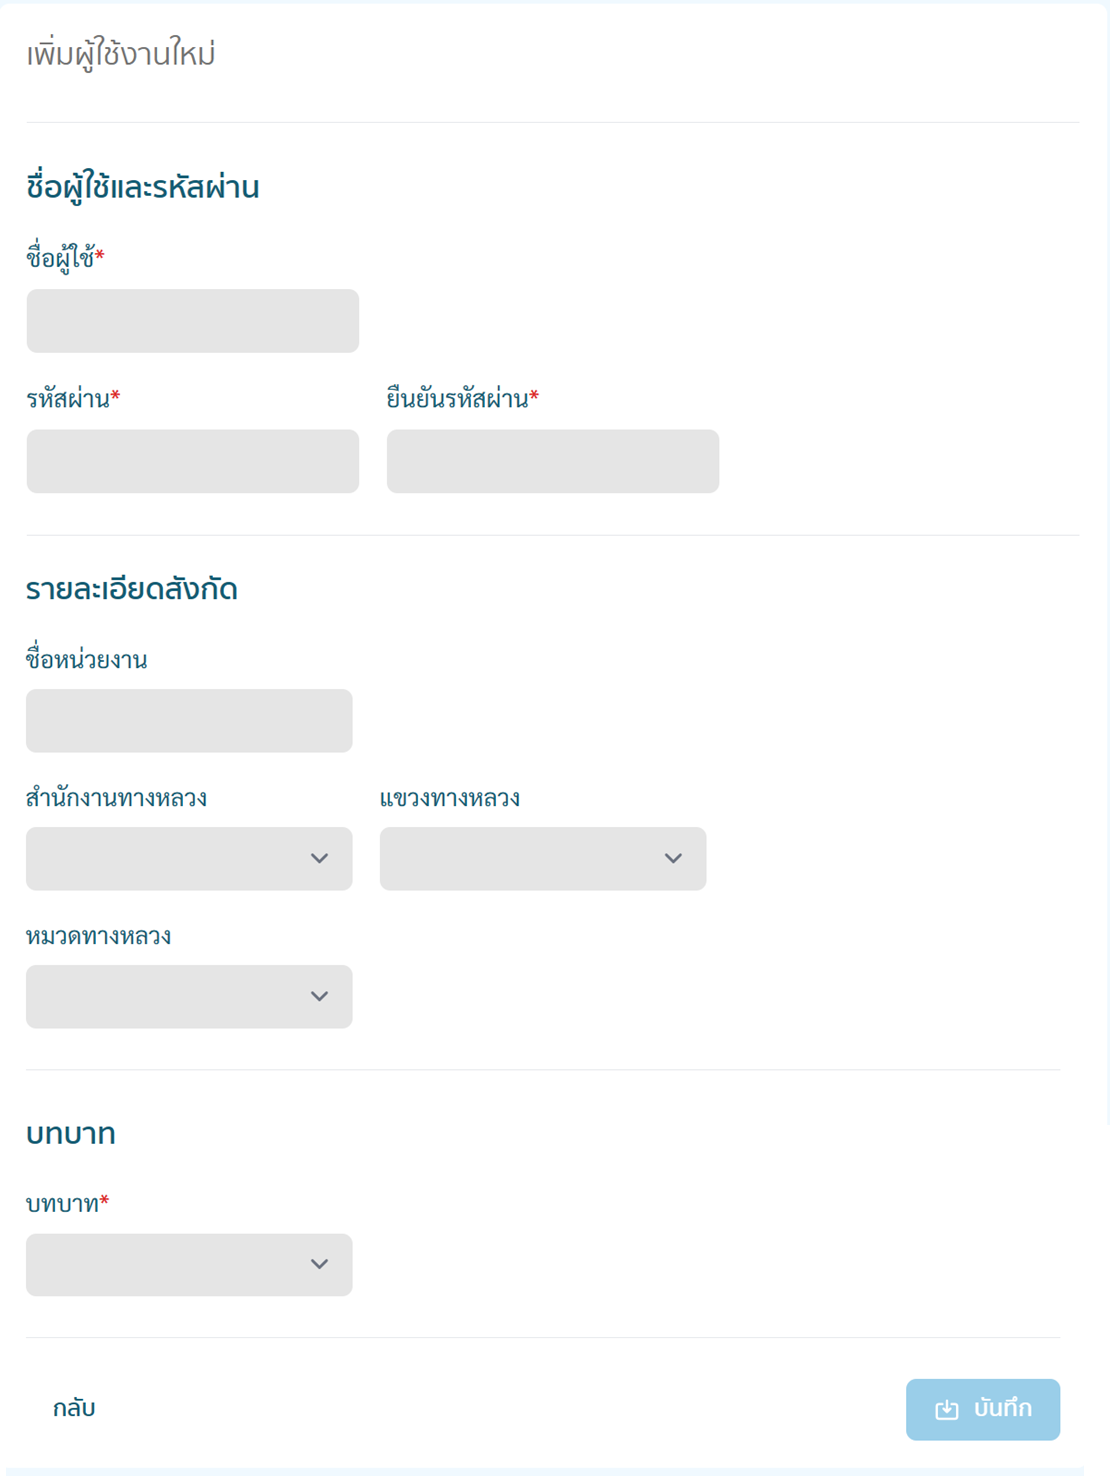 เพิ่มผู้ใช้งานใหม่
ชื่อผู้ใช้และรหัสผ่าน
ชื่อผู้ใช้*
รหัสผ่าน* ยืนยันรหัสผ่าน*
รายละเอียดสังกัด
ชื่อหน่วยงาน
สำนักงานทางหลวง แขวงทางหลวง
หมวดทางหลวง
บทบาท
บทบาท*
กลับ บันทึก